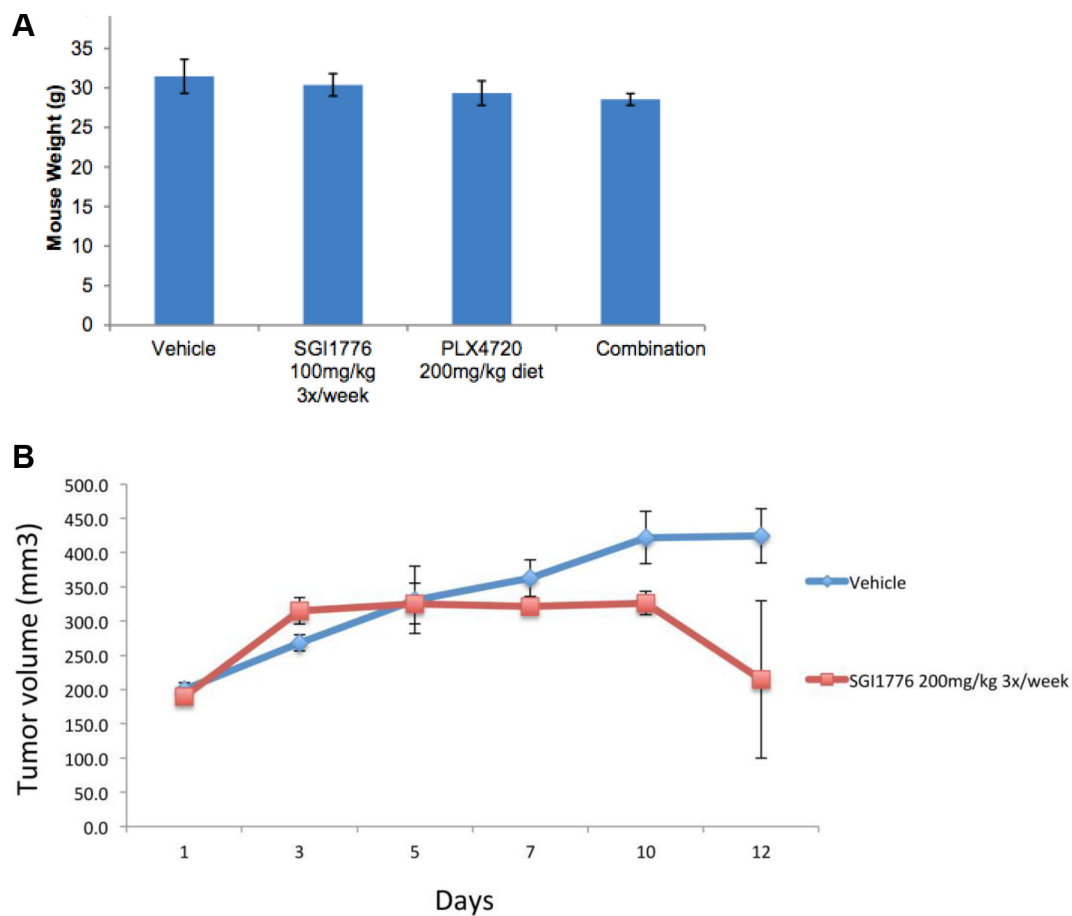 A
Mouse Weight (g)
35
30
25
20
15
10
5
0
Vehicle
SGI1776
100mg/kg
3x/week
PLX4720
200mg/kg diet
Combination
B
Tumor volume (mm3)
500.0
450.0
400.0
350.0
300.0
250.0
200.0
150.0
100.0
50.0
0.0
1 3 5 7 10 12
Days
Vehicle
SGI1776 200mg/kg 3x/week